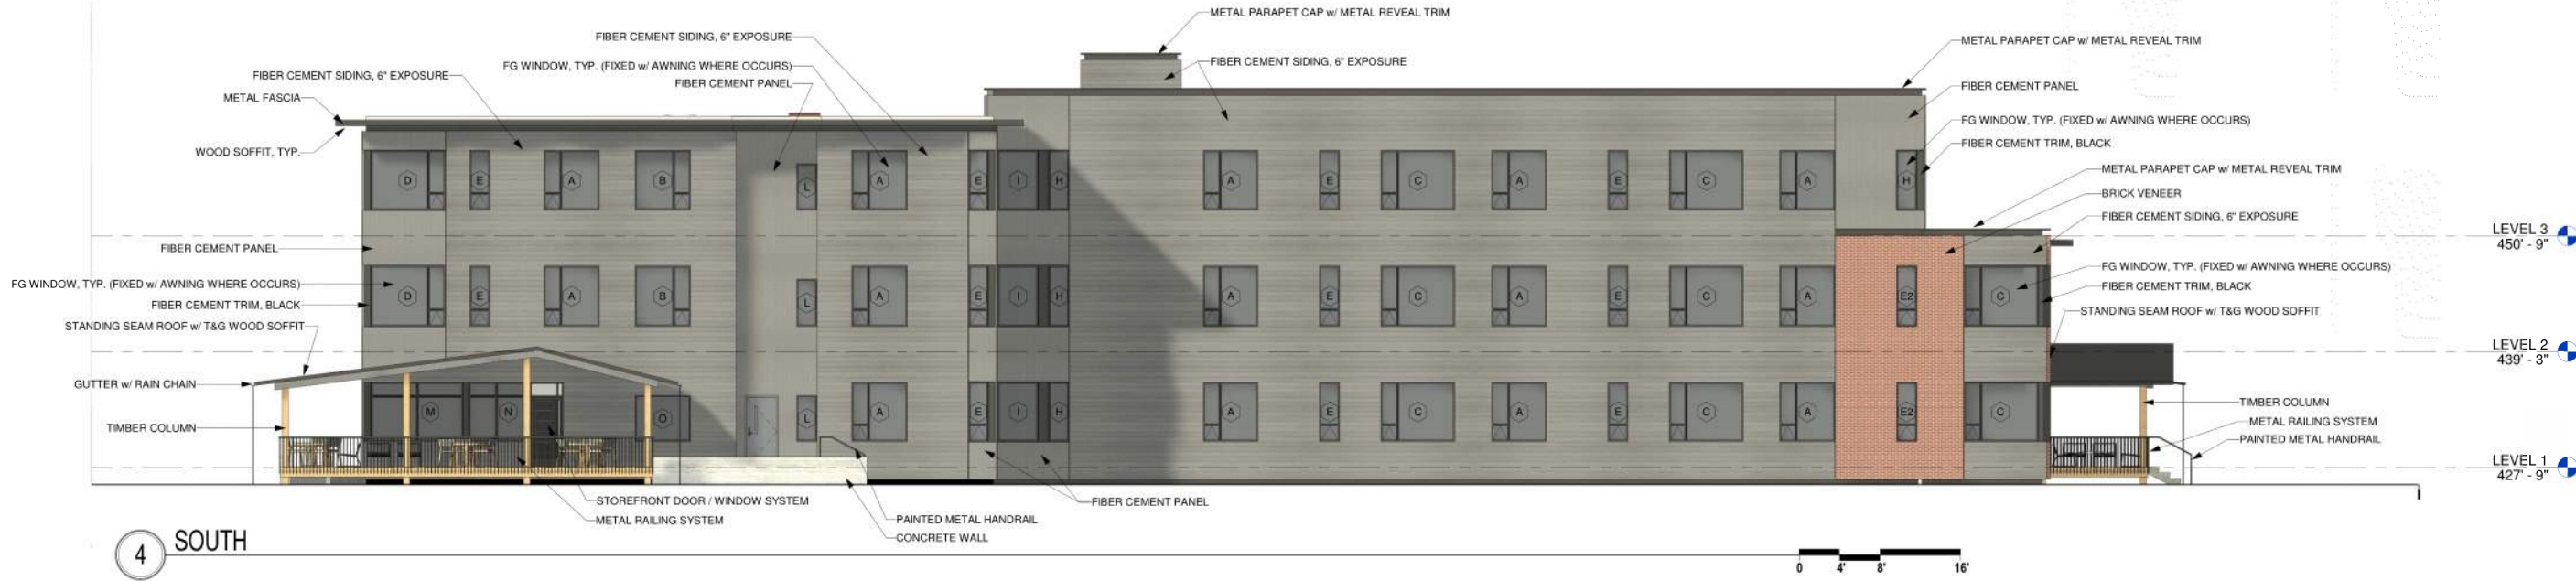 METAL PARAPET CAP w/ METAL REVEAL TRIM
FIBER CEMENT SIDING, 6" EXPOSURE
METAL PARAPET CAP w/ METAL REVEAL TRIM
FG WINDOW, TYP. (FIXED w/ AWNING WHERE OCCURS)
FIBER CEMENT SIDING, 6" EXPOSURE
FIBER CEMENT SIDING, 6" EXPOSURE
FIBER CEMENT PANEL
FIBER CEMENT PANEL
METAL FASCIA
FG WINDOW, TYP. (FIXED w/ AWNING WHERE OCCURS)
FIBER CEMENT TRIM, BLACK
WOOD SOFFIT, TYP.
METAL PARAPET CAP w/ METAL REVEAL TRIM
D E A B L A E I H A E C A E C A H
BRICK VENEER
FIBER CEMENT SIDING, 6" EXPOSURE
LEVEL 3
450' - 9"
FIBER CEMENT PANEL
FG WINDOW, TYP. (FIXED w/ AWNING WHERE OCCURS)
FG WINDOW, TYP. (FIXED w/ AWNING WHERE OCCURS)
FIBER CEMENT TRIM, BLACK
D E A B L A E I H A E C A E C A E2 C
FIBER CEMENT TRIM, BLACK
STANDING SEAM ROOF w/ T&G WOOD SOFFIT
STANDING SEAM ROOF w/ T&G WOOD SOFFIT
LEVEL 2
439' - 3"
GUTTER w/ RAIN CHAIN
TIMBER COLUMN
M N O L A E I H A E C A E C A E2 C
METAL RAILING SYSTEM
TIMBER COLUMN
PAINTED METAL HANDRAIL
LEVEL 1
427' - 9"
STOREFRONT DOOR / WINDOW SYSTEM
FIBER CEMENT PANEL
METAL RAILING SYSTEM
PAINTED METAL HANDRAIL
CONCRETE WALL
4 SOUTH
0 4' 8' 16'